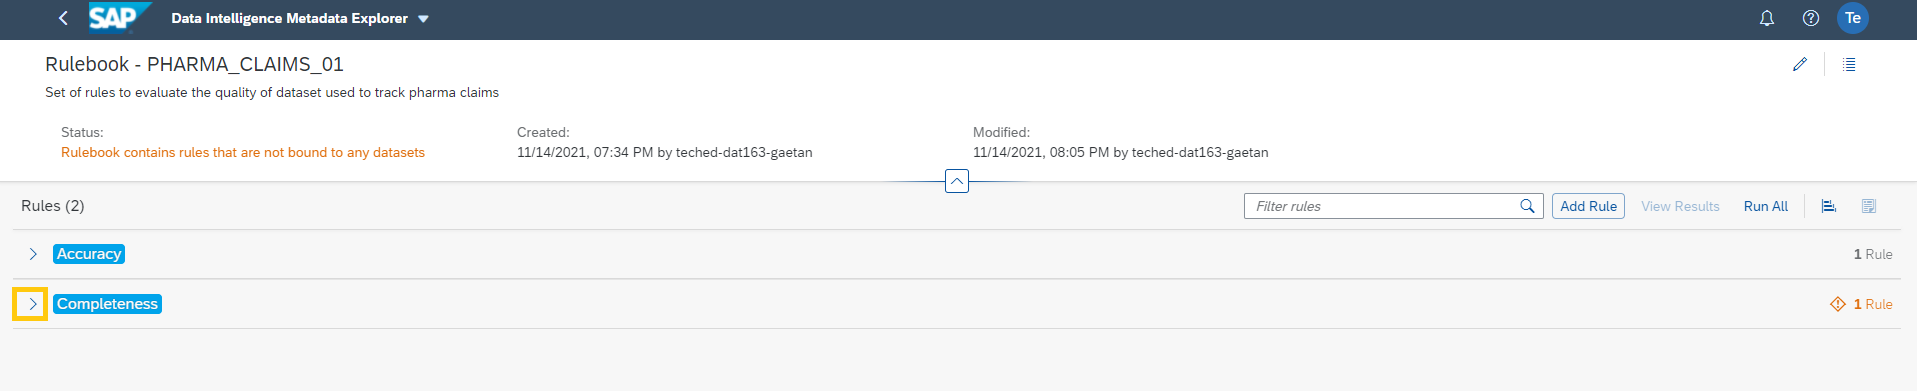 SAP Data Intelligence Metadata Explorer Te
Rulebook - PHARMA_CLAIMS_01
Set of rules to evaluate the quality of dataset used to track pharma claims
Status: Created: Modified:
Rulebook contains rules that are not bound to any datasets 11/14/2021, 07:34 PM by teched-dat163-gaetan 11/14/2021, 08:05 PM by teched-dat163-gaetan
Rules (2) Filter rules Add Rule View Results Run All
Accuracy 1 Rule
Completeness 1 Rule